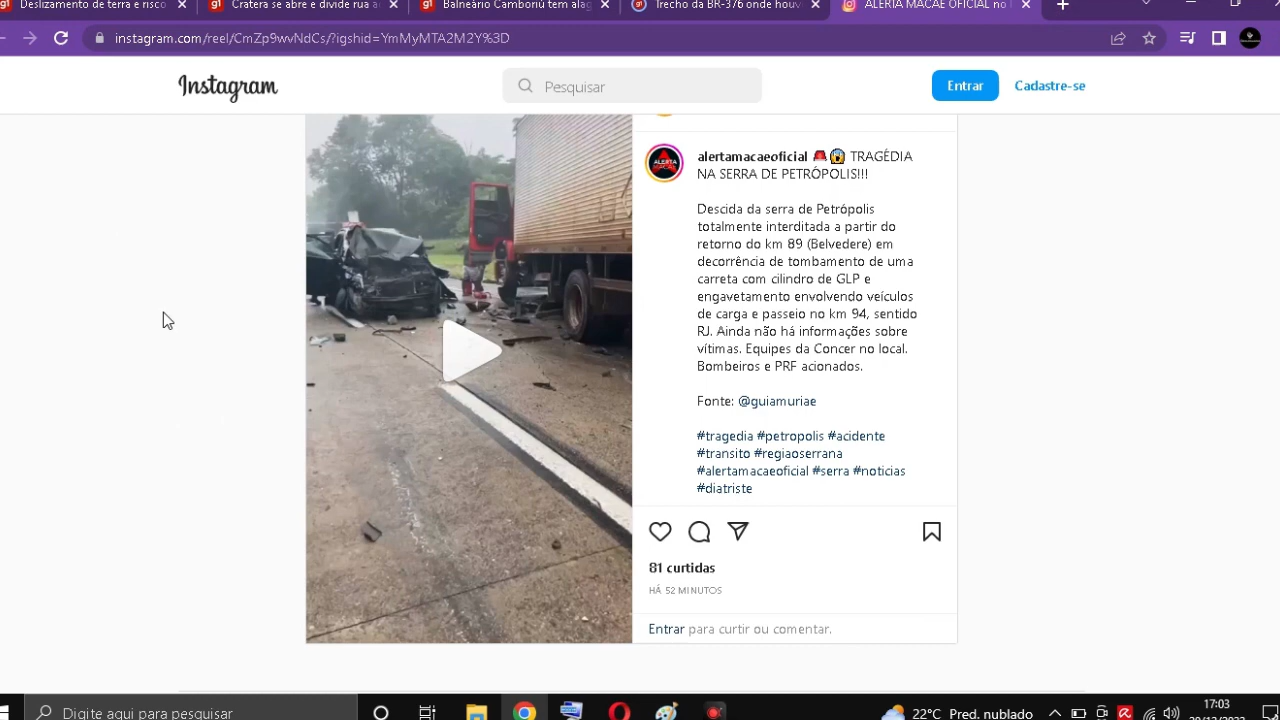 Deslizamento de terra e risco
Cratera se abre e divide rua a
Balneário Camboriú tem alag
Trecho da BR-376 onde houv
ALERTA MACAE OFICIAL no I
instagram.com/reel/CmZp9wvNdCs/?igshid=YmMyMTA2M2Y%3D
Instagram
Pesquisar
Entrar
Cadastre-se
ALERTA
MACAÉ
alertamacaeoficial 🚨😱 TRAGÉDIA
NA SERRA DE PETRÓPOLIS!!!
Descida da serra de Petrópolis
totalmente interditada a partir do
retorno do km 89 (Belvedere) em
decorrência de tombamento de uma
carreta com cilindro de GLP e
engavetamento envolvendo veículos
de carga e passeio no km 94, sentido
RJ. Ainda não há informações sobre
vítimas. Equipes da Concer no local.
Bombeiros e PRF acionados.
Fonte: @guiamuriae
#tragedia #petropolis #acidente
#transito #regiaoserrana
#alertamacaeoficial #serra #noticias
#diatriste
81 curtidas
HÁ 52 MINUTOS
Entrar para curtir ou comentar.
Digite aqui para pesquisar
22°C Pred. nublado
17:03